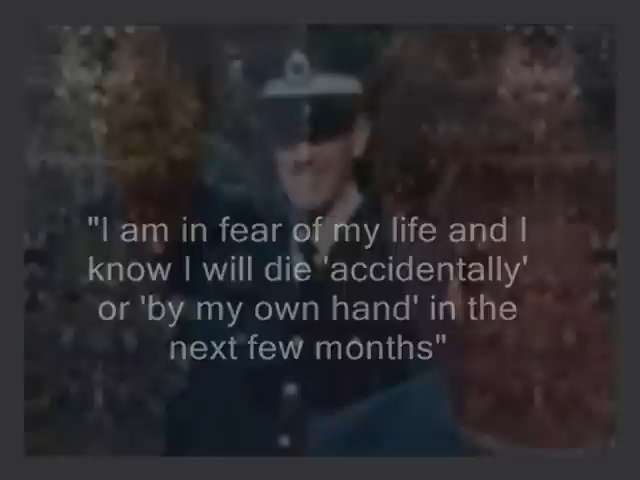 "I am in fear of my life and I
know I will die 'accidentally'
or 'by my own hand' in the
next few months"